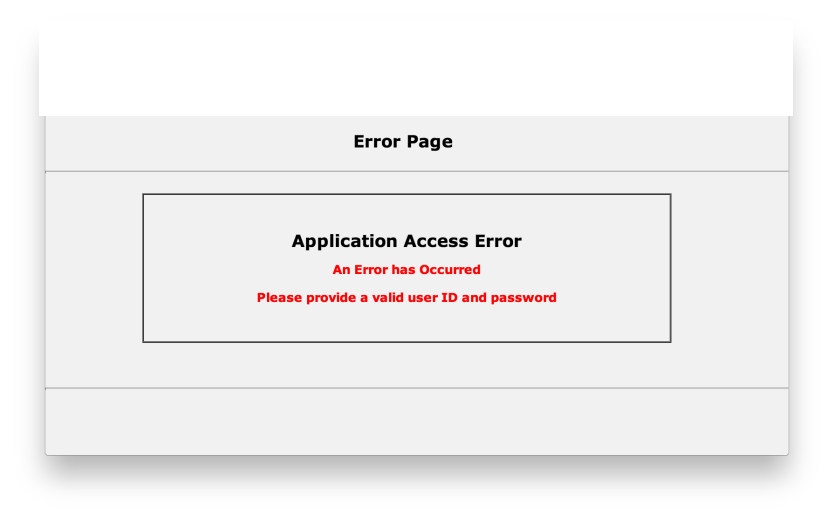 Error Page
Application Access Error
An Error has Occurred
Please provide a valid user ID and password